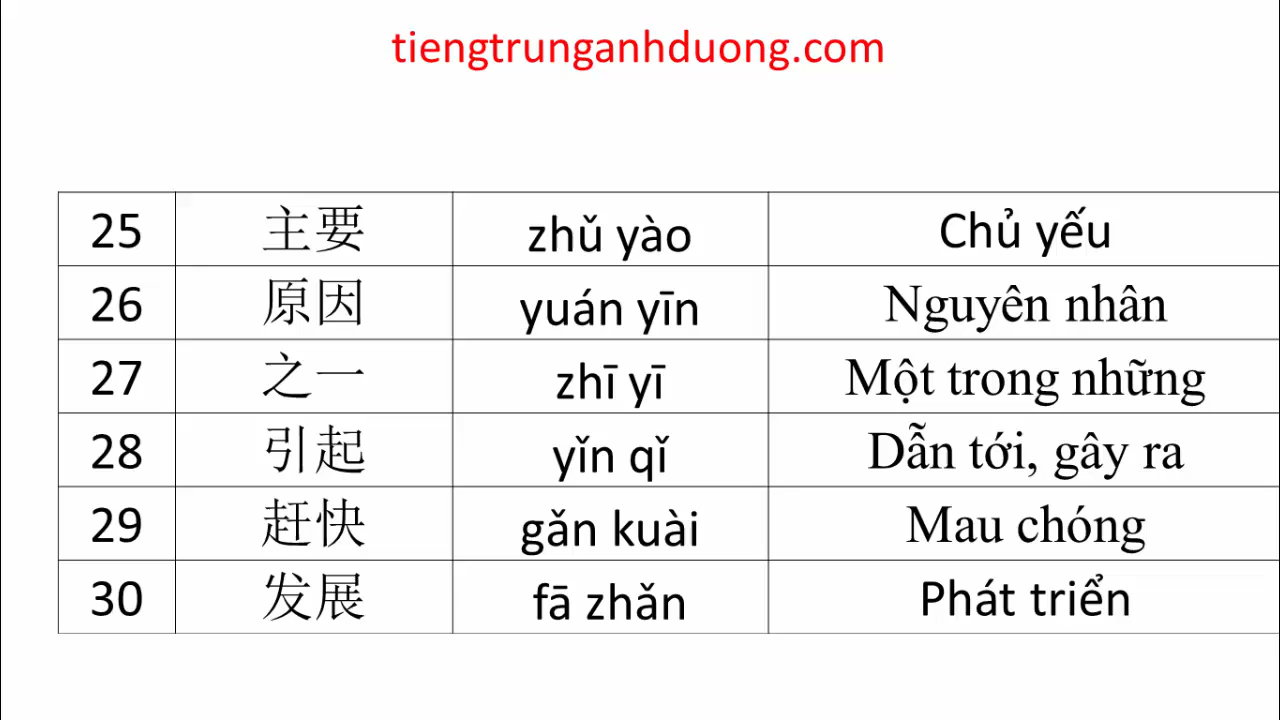 tiengtrunganhduong.com
25 主要 zhǔ yào Chủ yếu
26 原因 yuán yīn Nguyên nhân
27 之一 zhī yī Một trong những
28 引起 yǐn qǐ Dẫn tới, gây ra
29 赶快 gǎn kuài Mau chóng
30 发展 fā zhǎn Phát triển